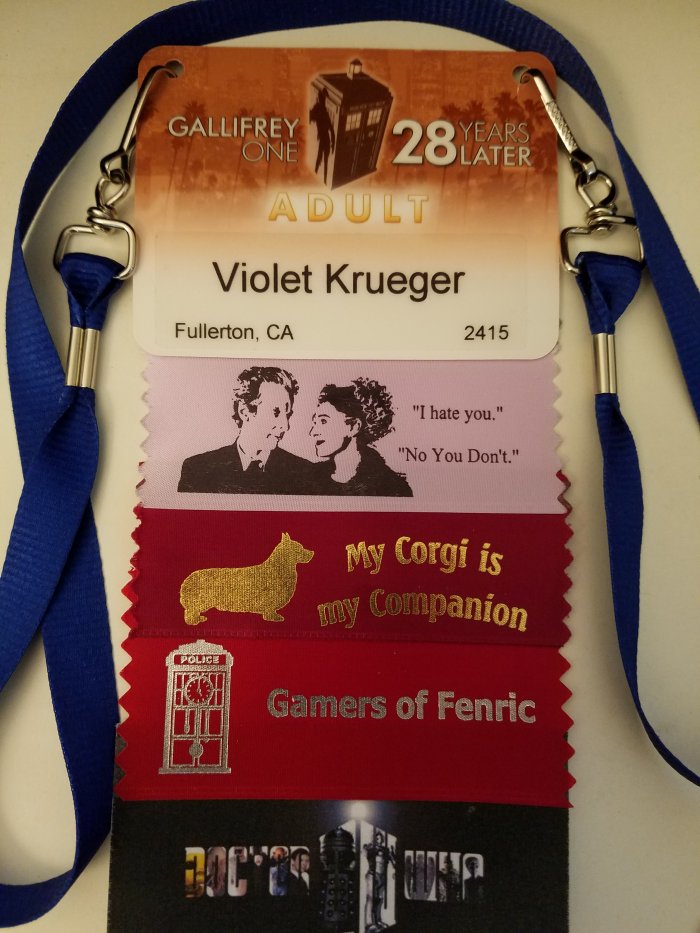 GALLIFREY
ONE
28 YEARS
LATER
ADULT
Violet Krueger
Fullerton, CA 2415
"I hate you."
"No You Don't."
My Corgi is
my Companion
POLICE
Gamers of Fenric
DOCTOR WHO